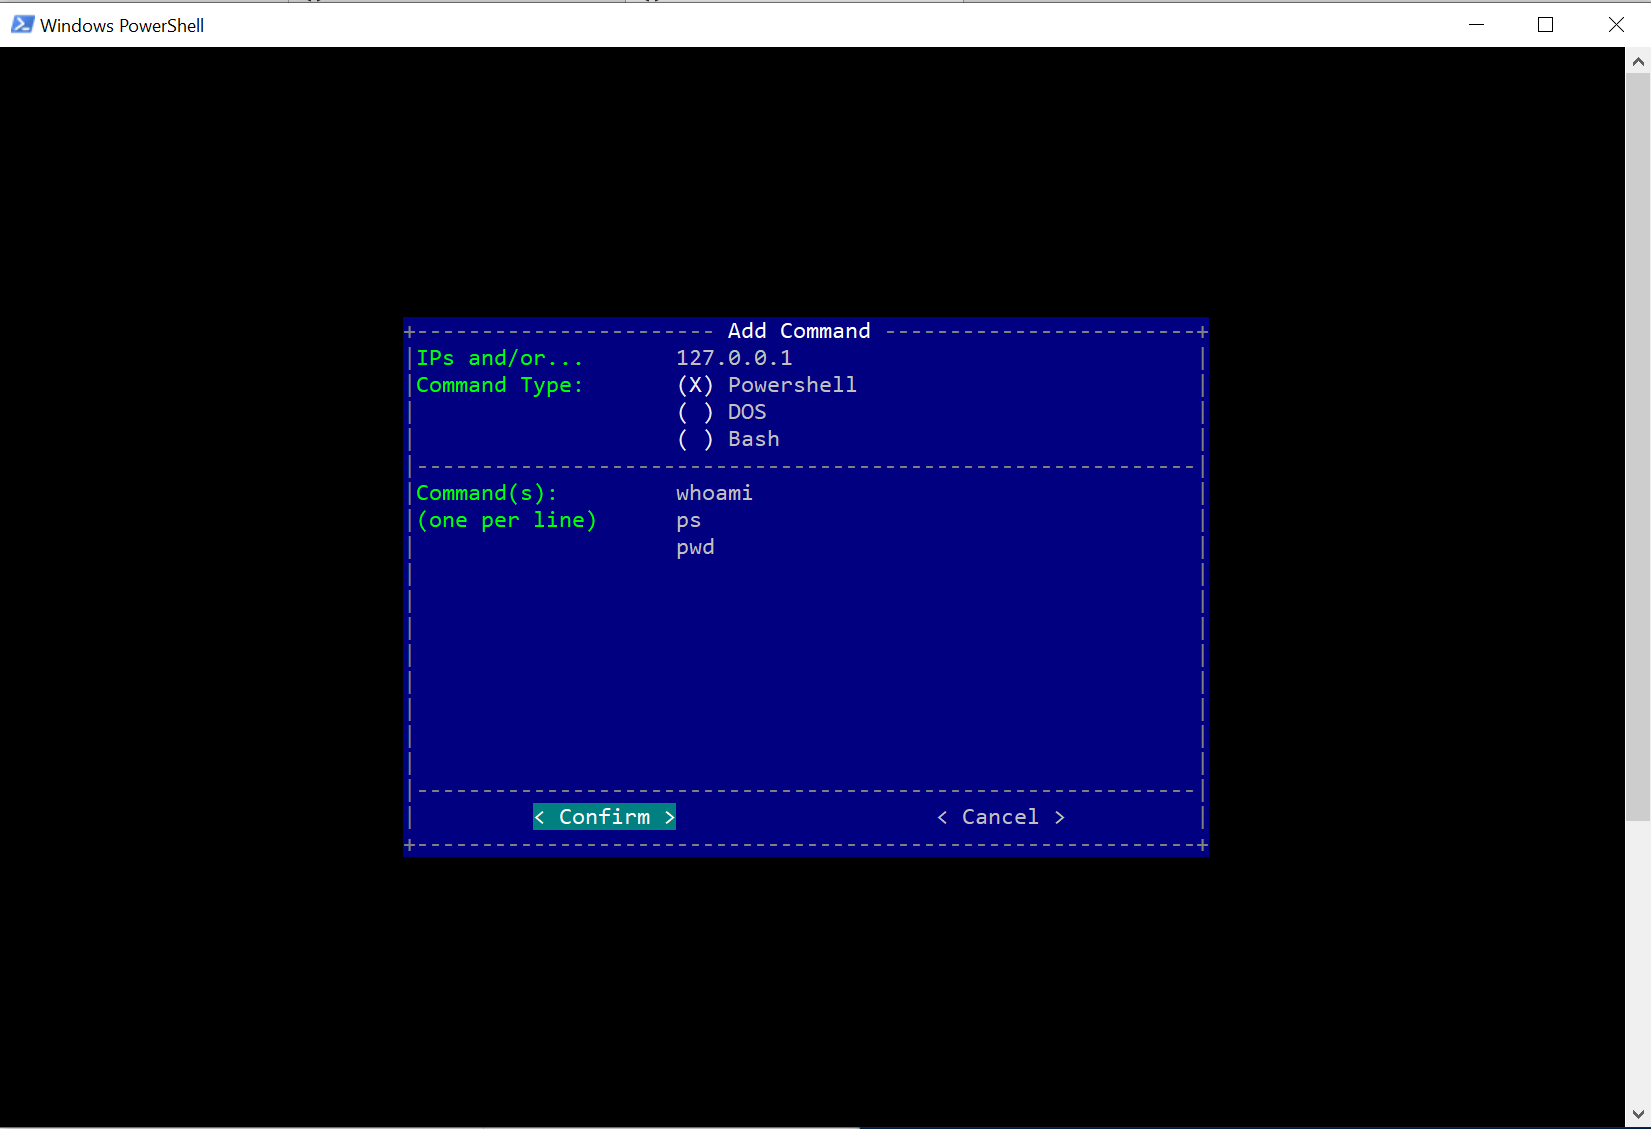 Windows PowerShell
Add Command
IPs and/or... 127.0.0.1
Command Type: (X) Powershell
( ) DOS
( ) Bash
Command(s): whoami
(one per line) ps
pwd
< Confirm > < Cancel >